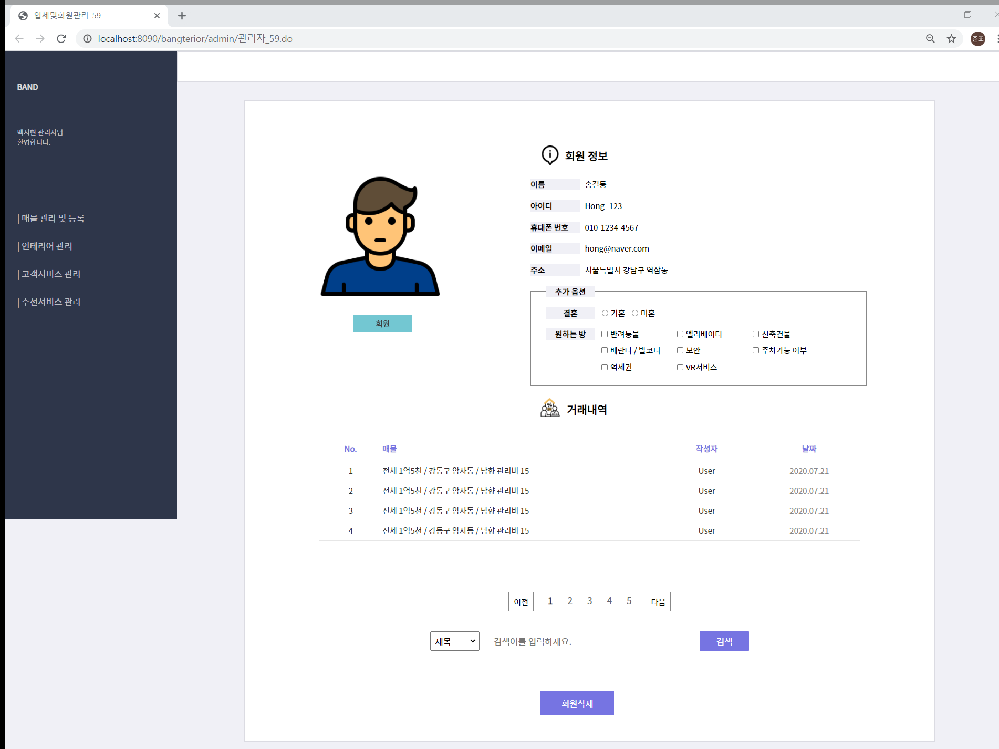 업체및회원관리_59
localhost:8090/bangterior/admin/관리자_59.do
준표
BAND
백지현 관리자님
환영합니다.
| 매물 관리 및 등록
| 인테리어 관리
| 고객서비스 관리
| 추천서비스 관리
회원
회원 정보
이름 홍길동
아이디 Hong_123
휴대폰 번호 010-1234-4567
이메일 hong@naver.com
주소 서울특별시 강남구 역삼동
추가 옵션
결혼 기혼 미혼
원하는 방 반려동물 엘리베이터 신축건물
베란다 / 발코니 보안 주차가능 여부
역세권 VR서비스
거래내역
No. 매물 작성자 날짜
1 전세 1억5천 / 강동구 암사동 / 남향 관리비 15 User 2020.07.21
2 전세 1억5천 / 강동구 암사동 / 남향 관리비 15 User 2020.07.21
3 전세 1억5천 / 강동구 암사동 / 남향 관리비 15 User 2020.07.21
4 전세 1억5천 / 강동구 암사동 / 남향 관리비 15 User 2020.07.21
이전 1 2 3 4 5 다음
제목 검색어를 입력하세요. 검색
회원삭제